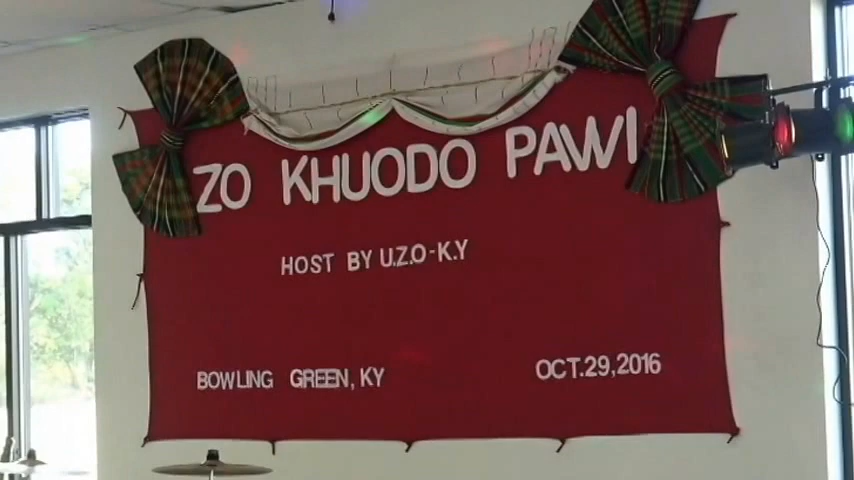 ZO KHUODO PAWI
HOST BY U.Z.O-K.Y
BOWLING GREEN, KY
OCT.29,2016